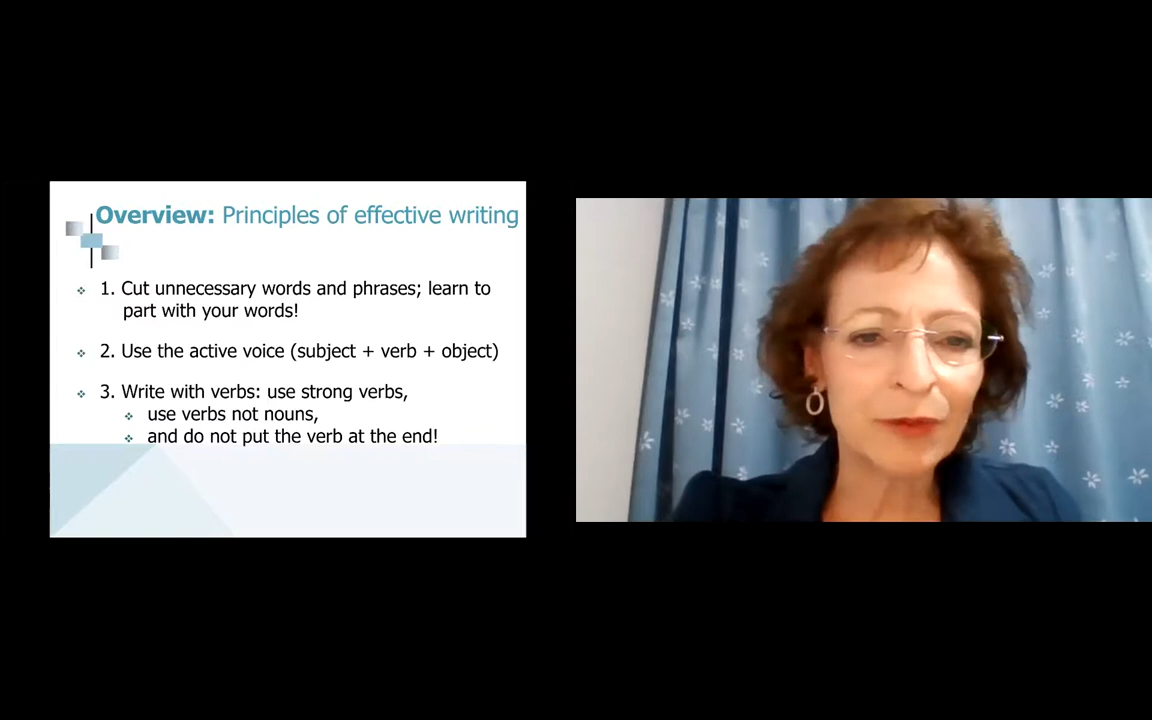 Overview: Principles of effective writing
1. Cut unnecessary words and phrases; learn to
part with your words!
2. Use the active voice (subject + verb + object)
3. Write with verbs: use strong verbs,
use verbs not nouns,
and do not put the verb at the end!